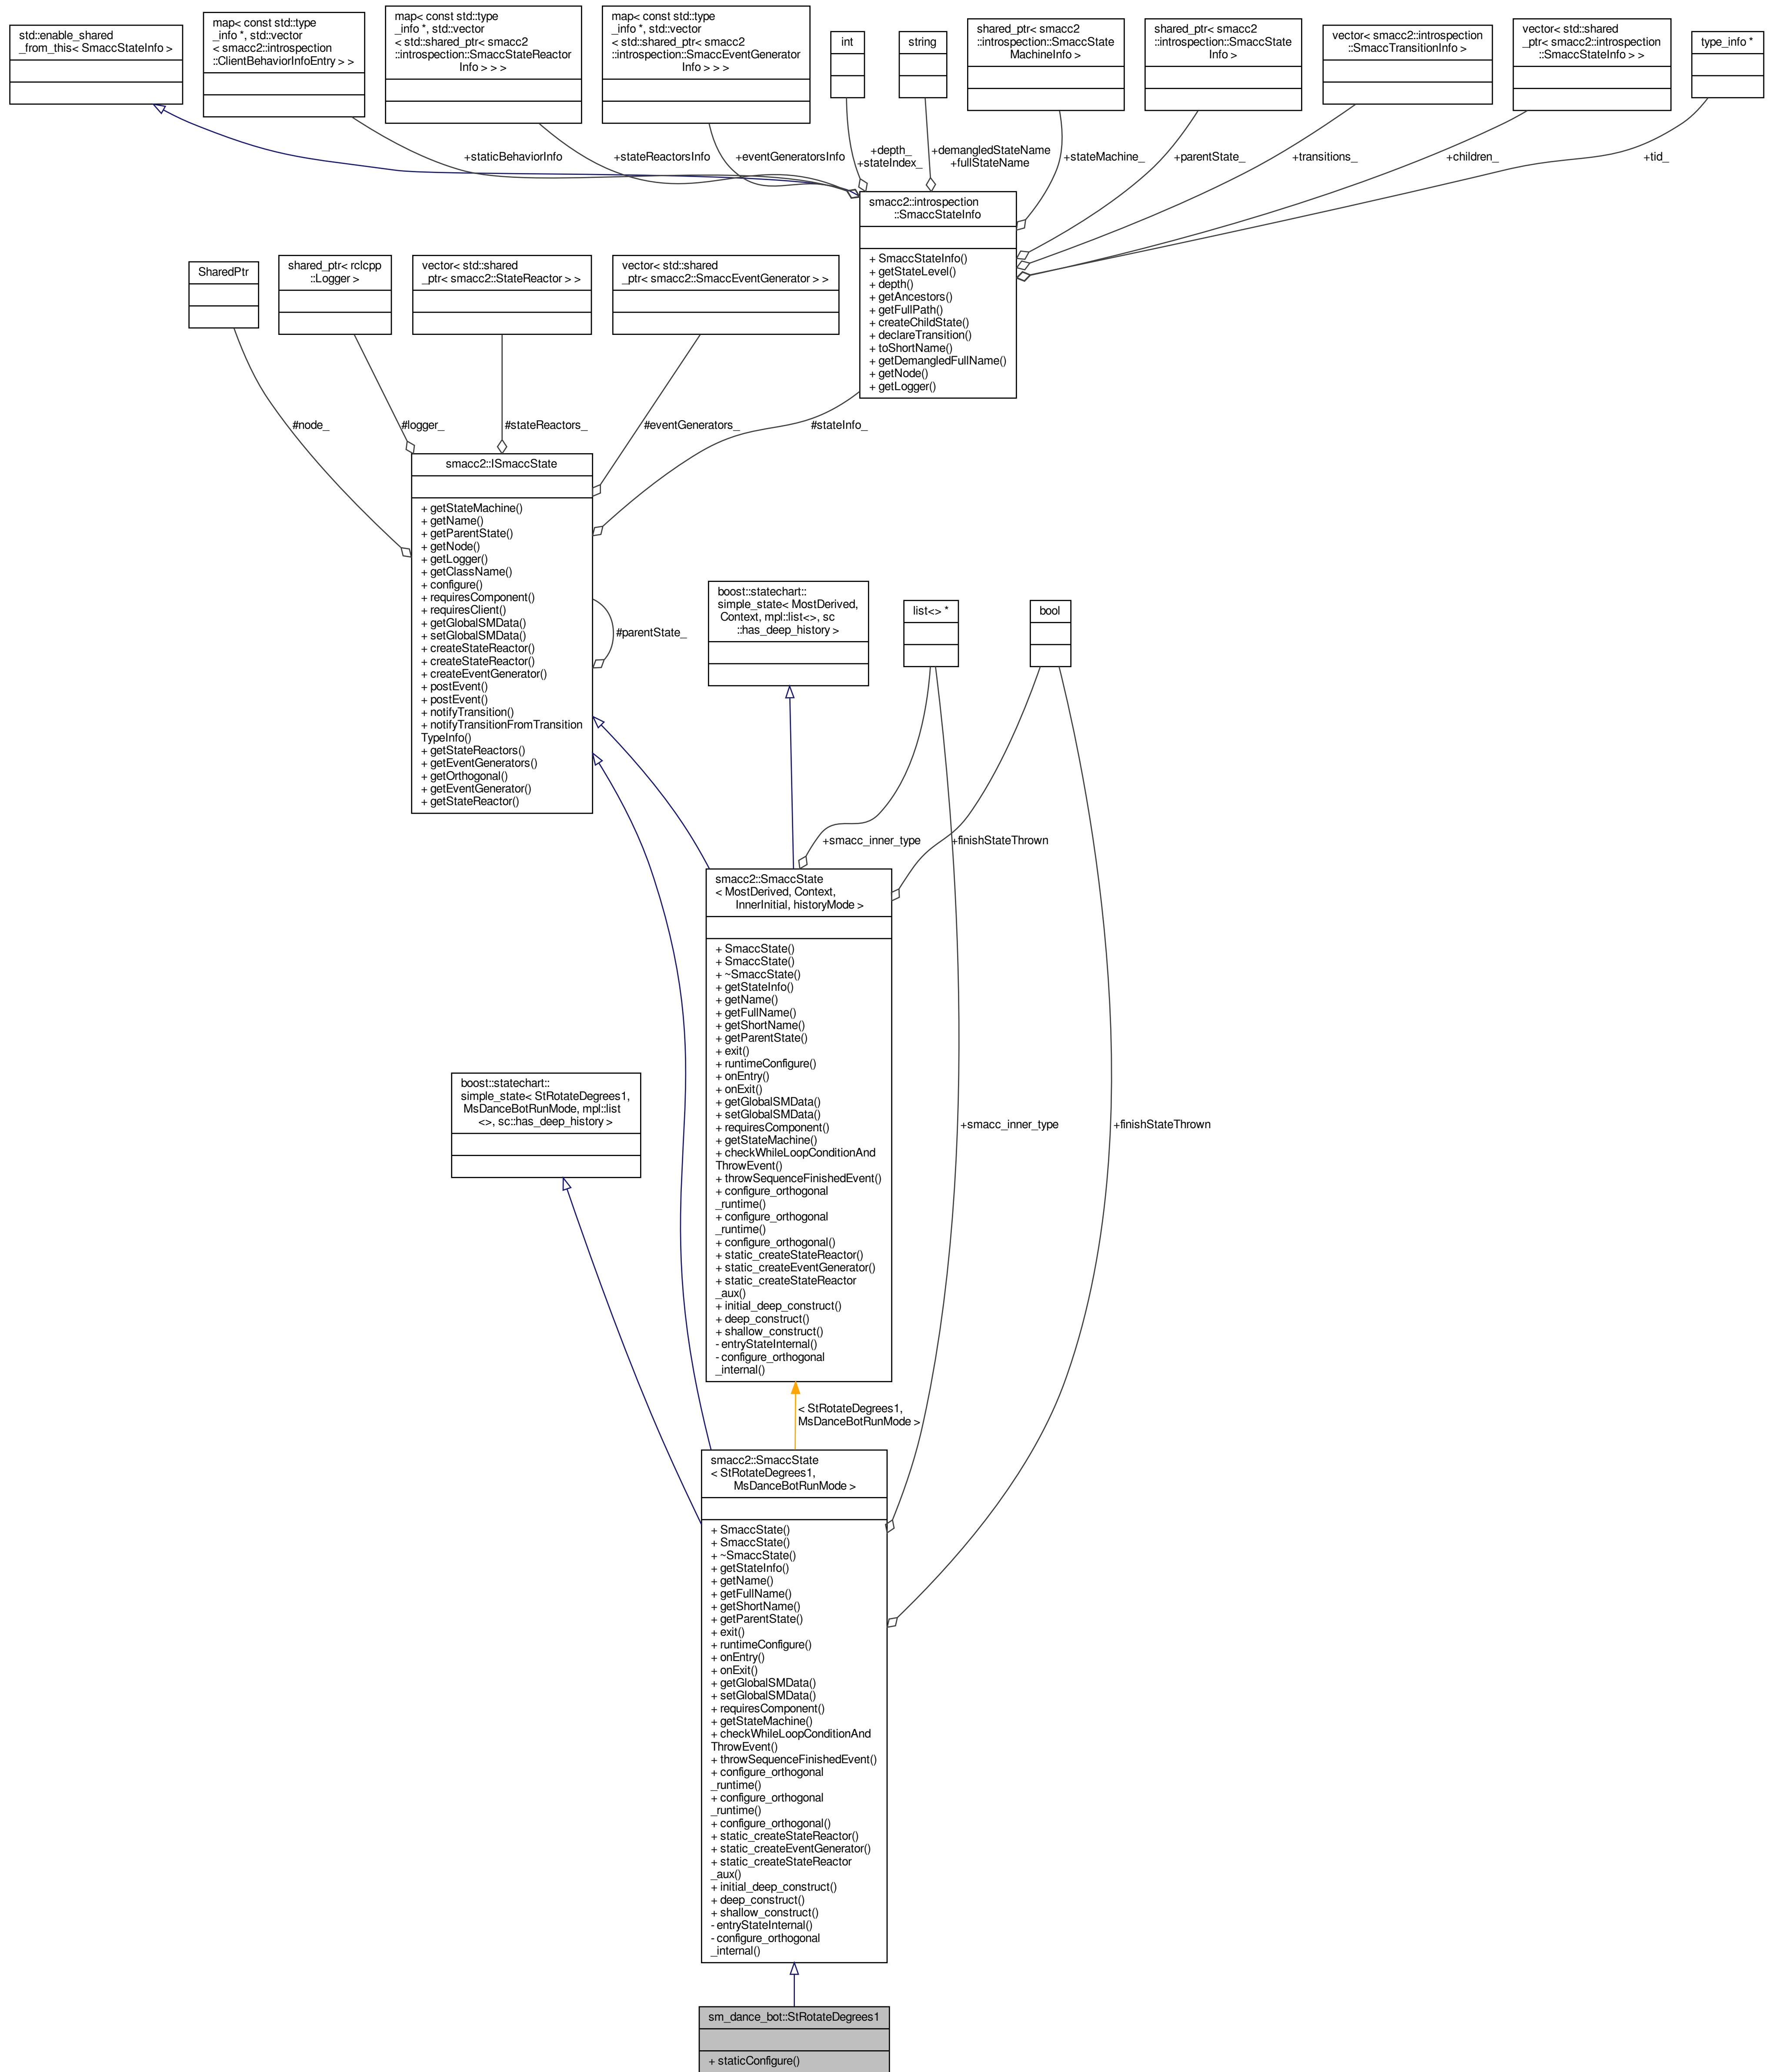 std::enable_shared
_from_this< SmaccStateInfo >
map< const std::type
_info *, std::vector
< smacc2::introspection
::ClientBehaviorInfoEntry > >
map< const std::type
_info *, std::vector
< std::shared_ptr< smacc2
::introspection::SmaccStateReactor
Info > > >
map< const std::type
_info *, std::vector
< std::shared_ptr< smacc2
::introspection::SmaccEventGenerator
Info > > >
int
string
shared_ptr< smacc2
::introspection::SmaccState
MachineInfo >
shared_ptr< smacc2
::introspection::SmaccState
Info >
vector< smacc2::introspection
::SmaccTransitionInfo >
vector< std::shared
_ptr< smacc2::introspection
::SmaccStateInfo > >
type_info *
+staticBehaviorInfo
+stateReactorsInfo
+eventGeneratorsInfo
+depth_
+stateIndex_
+demangledStateName
+fullStateName
+stateMachine_
+parentState_
+transitions_
+children_
+tid_
smacc2::introspection
::SmaccStateInfo
+ SmaccStateInfo()
+ getStateLevel()
+ depth()
+ getAncestors()
+ getFullPath()
+ createChildState()
+ declareTransition()
+ toShortName()
+ getDemangledFullName()
+ getNode()
+ getLogger()
SharedPtr
shared_ptr< rclcpp
::Logger >
vector< std::shared
_ptr< smacc2::StateReactor > >
vector< std::shared
_ptr< smacc2::SmaccEventGenerator > >
#node_
#logger_
#stateReactors_
#eventGenerators_
#stateInfo_
smacc2::ISmaccState
+ getStateMachine()
+ getName()
+ getParentState()
+ getNode()
+ getLogger()
+ getClassName()
+ configure()
+ requiresComponent()
+ requiresClient()
+ getGlobalSMData()
+ setGlobalSMData()
+ createStateReactor()
+ createStateReactor()
+ createEventGenerator()
+ postEvent()
+ postEvent()
+ notifyTransition()
+ notifyTransitionFromTransition
TypeInfo()
+ getStateReactors()
+ getEventGenerators()
+ getOrthogonal()
+ getEventGenerator()
+ getStateReactor()
#parentState_
boost::statechart::
simple_state< MostDerived,
Context, mpl::list<>, sc
::has_deep_history >
list<> *
bool
+smacc_inner_type
+finishStateThrown
smacc2::SmaccState
< MostDerived, Context,
InnerInitial, historyMode >
+ SmaccState()
+ SmaccState()
+ ~SmaccState()
+ getStateInfo()
+ getName()
+ getFullName()
+ getShortName()
+ getParentState()
+ exit()
+ runtimeConfigure()
+ onEntry()
+ onExit()
+ getGlobalSMData()
+ setGlobalSMData()
+ requiresComponent()
+ getStateMachine()
+ checkWhileLoopConditionAnd
ThrowEvent()
+ throwSequenceFinishedEvent()
+ configure_orthogonal
_runtime()
+ configure_orthogonal
_runtime()
+ configure_orthogonal()
+ static_createStateReactor()
+ static_createEventGenerator()
+ static_createStateReactor
_aux()
+ initial_deep_construct()
+ deep_construct()
+ shallow_construct()
- entryStateInternal()
- configure_orthogonal
_internal()
boost::statechart::
simple_state< StRotateDegrees1,
MsDanceBotRunMode, mpl::list
<>, sc::has_deep_history >
+smacc_inner_type
+finishStateThrown
< StRotateDegrees1,
MsDanceBotRunMode >
smacc2::SmaccState
< StRotateDegrees1,
MsDanceBotRunMode >
+ SmaccState()
+ SmaccState()
+ ~SmaccState()
+ getStateInfo()
+ getName()
+ getFullName()
+ getShortName()
+ getParentState()
+ exit()
+ runtimeConfigure()
+ onEntry()
+ onExit()
+ getGlobalSMData()
+ setGlobalSMData()
+ requiresComponent()
+ getStateMachine()
+ checkWhileLoopConditionAnd
ThrowEvent()
+ throwSequenceFinishedEvent()
+ configure_orthogonal
_runtime()
+ configure_orthogonal
_runtime()
+ configure_orthogonal()
+ static_createStateReactor()
+ static_createEventGenerator()
+ static_createStateReactor
_aux()
+ initial_deep_construct()
+ deep_construct()
+ shallow_construct()
- entryStateInternal()
- configure_orthogonal
_internal()
sm_dance_bot::StRotateDegrees1
+ staticConfigure()